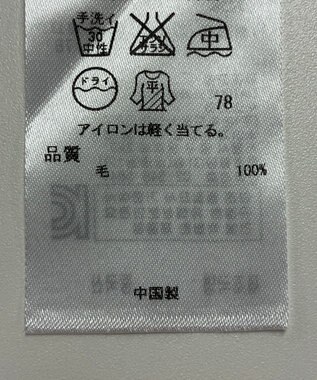 手洗イ
30
中性
エンソ
サラシ
中
ドライ
平
78
アイロンは軽く当てる。
品質
毛 100%
中国製